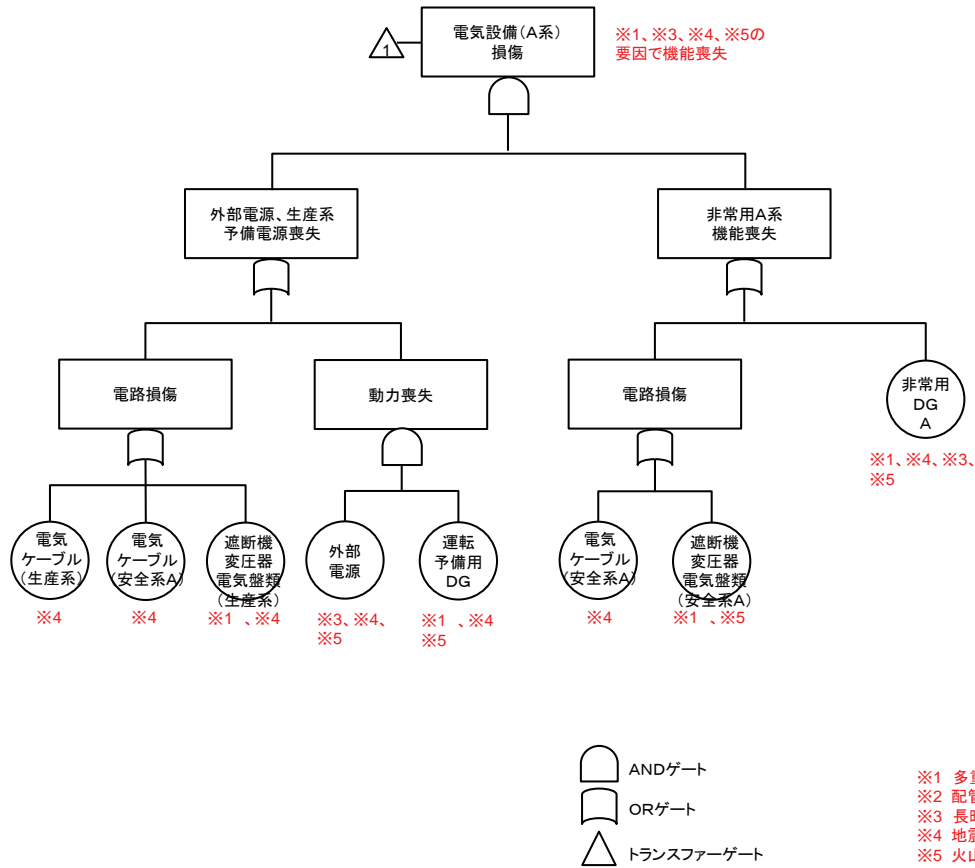 電気設備（A系）
損傷
1
※1、※3、※4、※5の
要因で機能喪失
外部電源、生産系
予備電源喪失
非常用A系
機能喪失
電路損傷
動力喪失
電路損傷
非常用
DG
A
※1、※4、※3、
※5
電気
ケーブル
（生産系）
※4
電気
ケーブル
（安全系A）
※4
遮断機
変圧器
電気盤類
（生産系）
※1 、※4
外部
電源
※3、※4、
※5
運転
予備用
DG
※1 、※4
※5
電気
ケーブル
（安全系A）
※4
遮断機
変圧器
電気盤類
（安全系A）
※1 、※5
ANDゲート
ORゲート
トランスファーゲート
※1 多
※2 配
※3 長
※4 地
※5 火